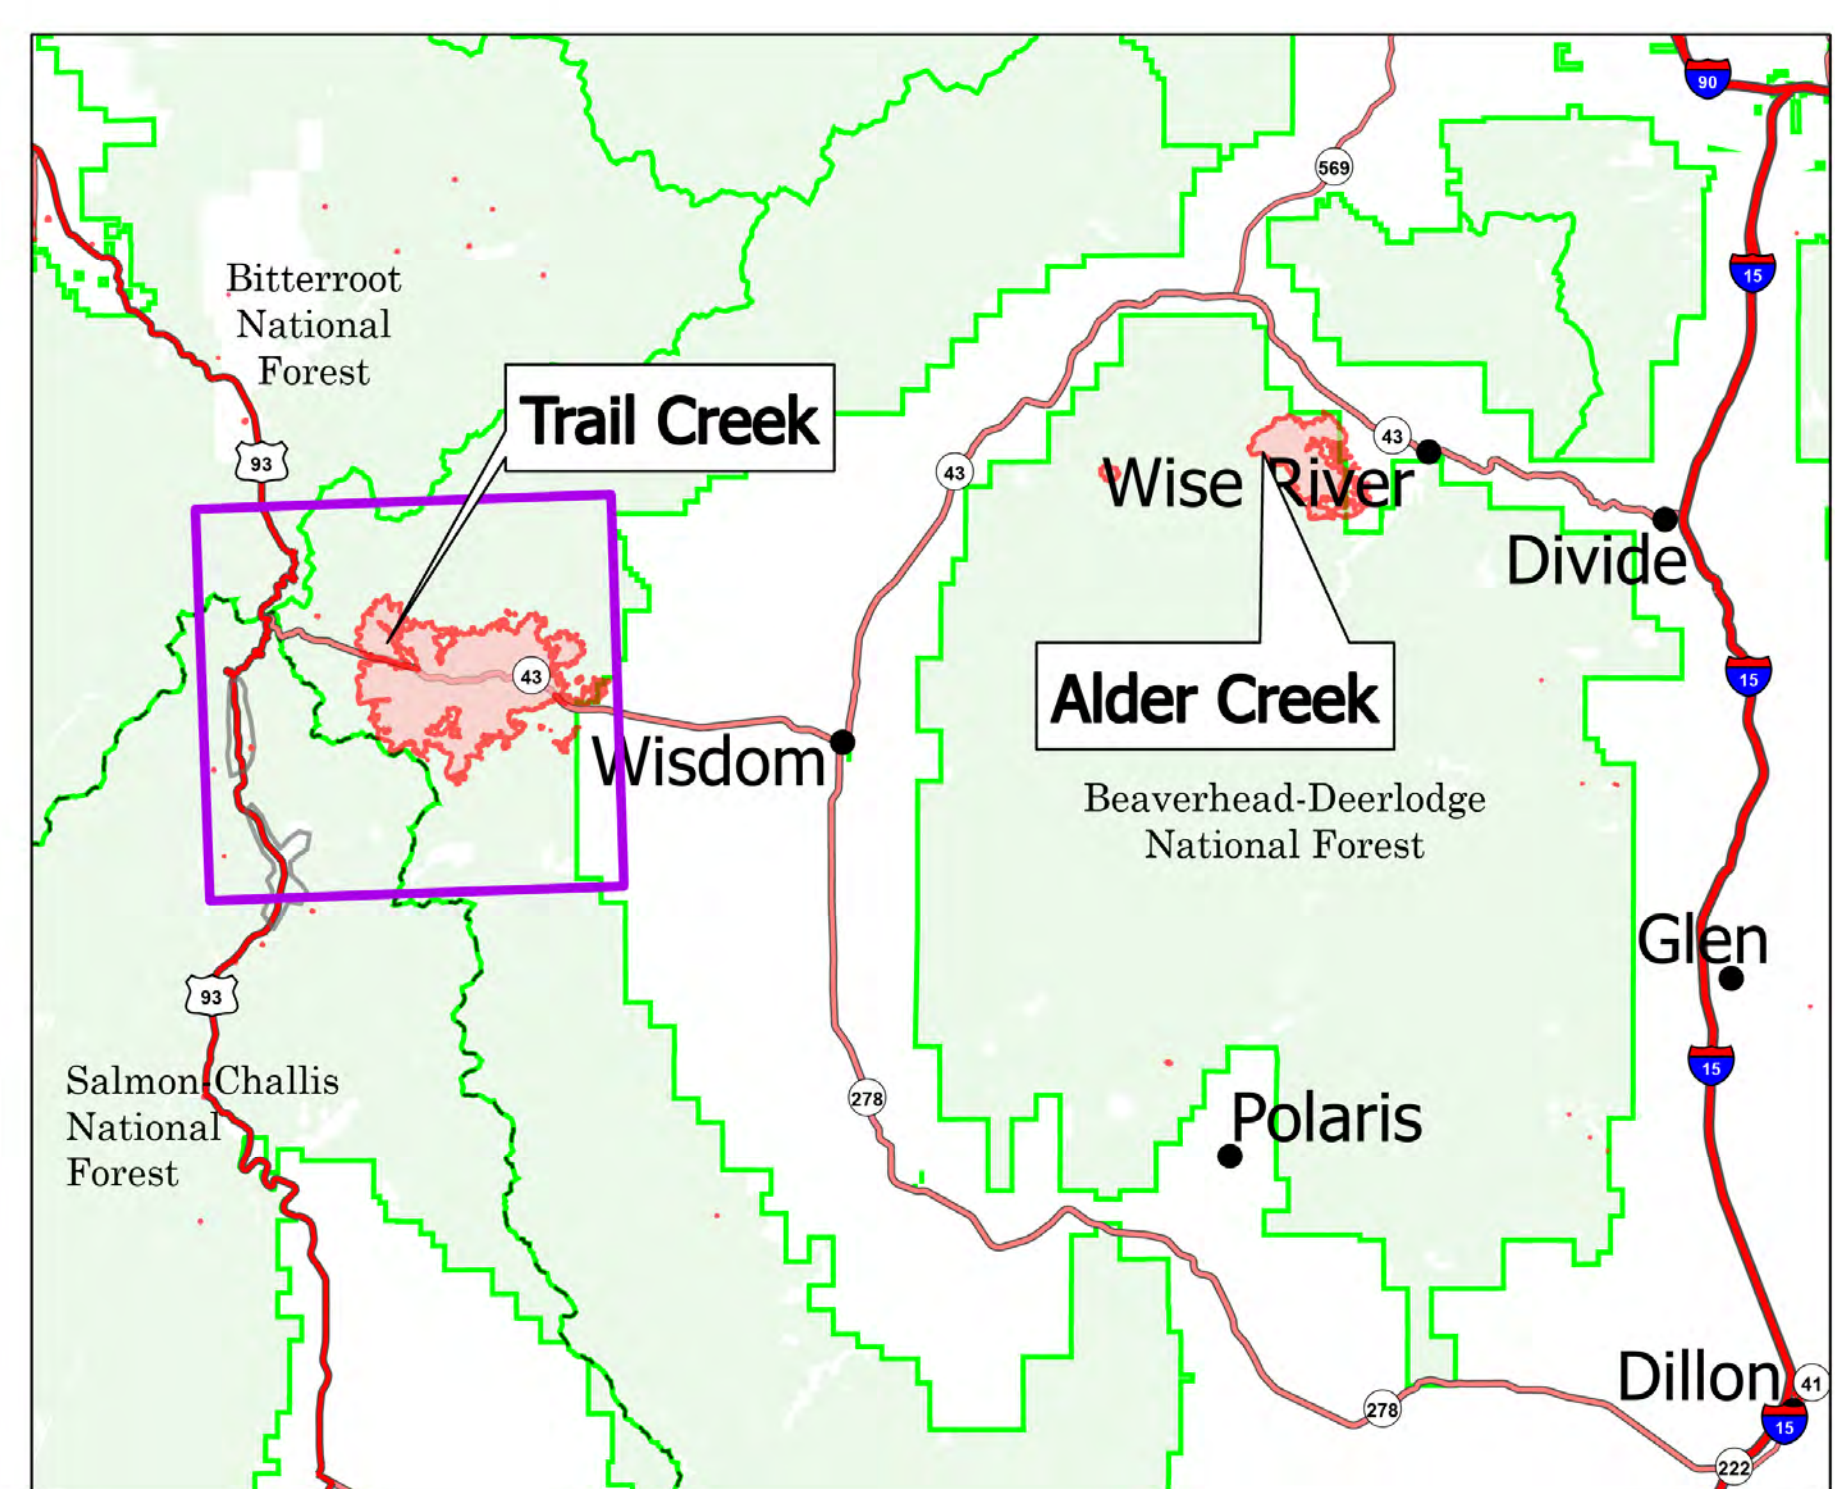 90
569
15
Bitterroot
National
Forest
Trail Creek
93
43
43
Wise River
Divide
43
15
Alder Creek
Wisdom
Beaverhead-Deerlodge
National Forest
Glen
93
15
Salmon-Challis
National
Forest
278
Polaris
Dillon
41
278
15
222